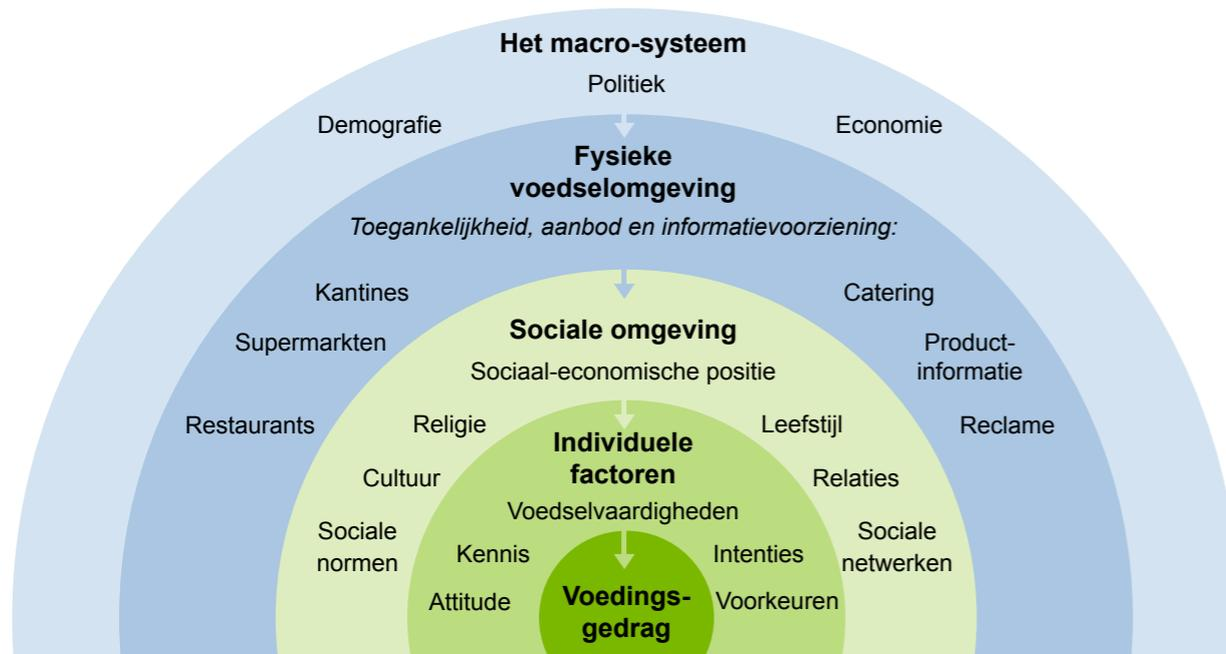 Het macro-systeem
Politiek
Demografie
Economie
Fysieke
voedselomgeving
Toegankelijkheid, aanbod en informatievoorziening:
Kantines
Catering
Supermarkten
Product-
informatie
Restaurants
Reclame
Sociale omgeving
Sociaal-economische positie
Religie
Leefstijl
Cultuur
Relaties
Sociale
normen
Sociale
netwerken
Individuele
factoren
Voedselvaardigheden
Kennis
Intenties
Attitude
Voorkeuren
Voedings-
gedrag